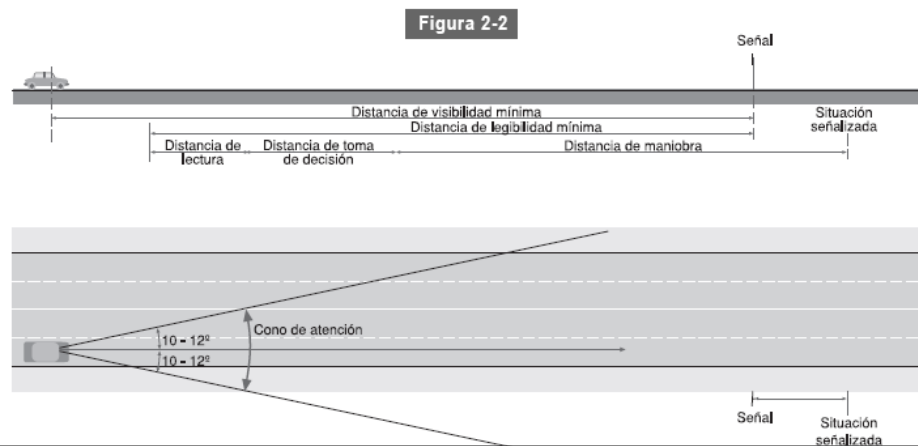 Figura 2-2
Señal
Distancia de visibilidad mínima
Situación
señalizada
Distancia de legibilidad mínima
Distancia de
lectura
Distancia de toma
de decisión
Distancia de maniobra
Cono de atención
10 - 12º
10 - 12º
Señal
Situación
señalizada